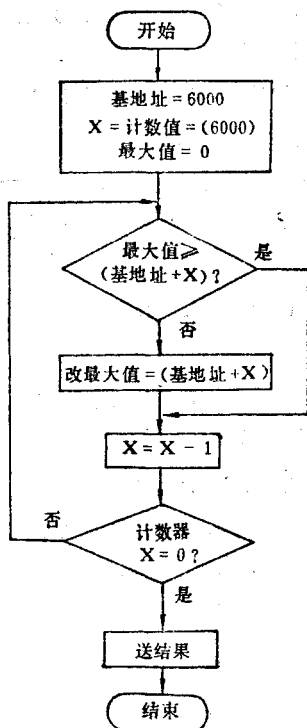 开始
基地址=6000
X=计数值=(6000)
最大值=0
最大值≥
(基地址+X)?
是
否
改最大值=(基地址+X)
X=X-1
否
计数器
X=0?
是
送结果
结束